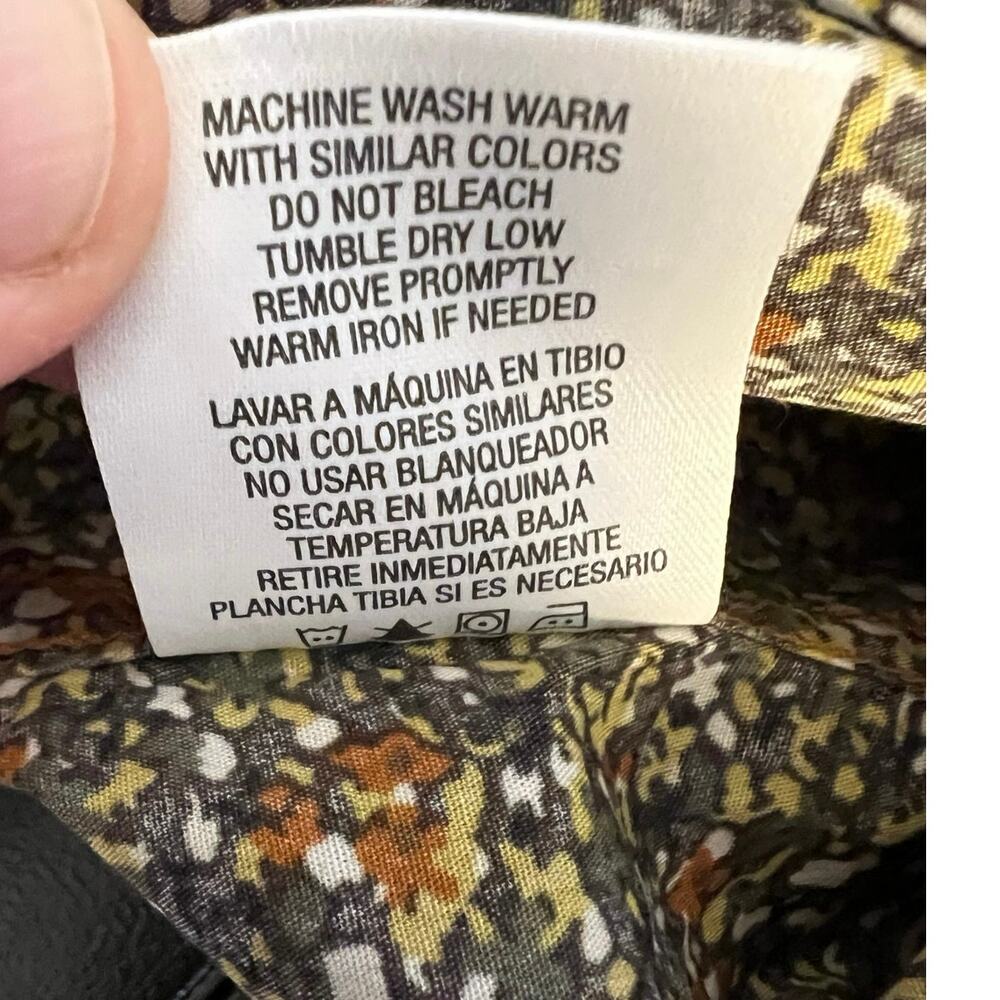 MACHINE WASH WARM
WITH SIMILAR COLORS
DO NOT BLEACH
TUMBLE DRY LOW
REMOVE PROMPTLY
WARM IRON IF NEEDED
LAVAR A MÁQUINA EN TIBIO
CON COLORES SIMILARES
NO USAR BLANQUEADOR
SECAR EN MÁQUINA A
TEMPERATURA BAJA
RETIRE INMEDIATAMENTE
PLANCHA TIBIA SI ES NECESARIO